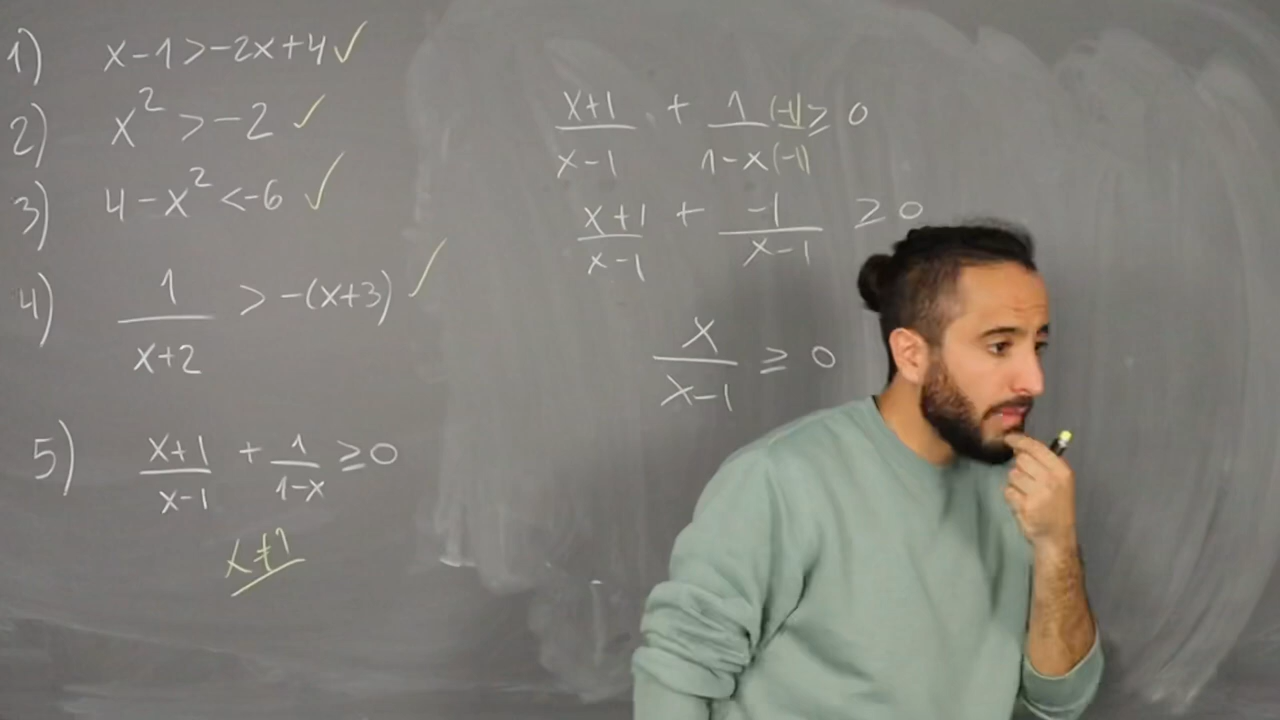 1) x-1>-2x+4 ✓
2) x² >-2 ✓
3) 4-x² <-6 ✓
4) 1/(x+2) > -(x+3) ✓
5) (x+1)/(x-1) + 1/(1-x) ≥0
x≠1
(x+1)/(x-1) + 1(-1)/(1-x(-1)) ≥ 0
(x+1)/(x-1) + -1/(x-1) ≥ 0
x/(x-1) ≥ 0